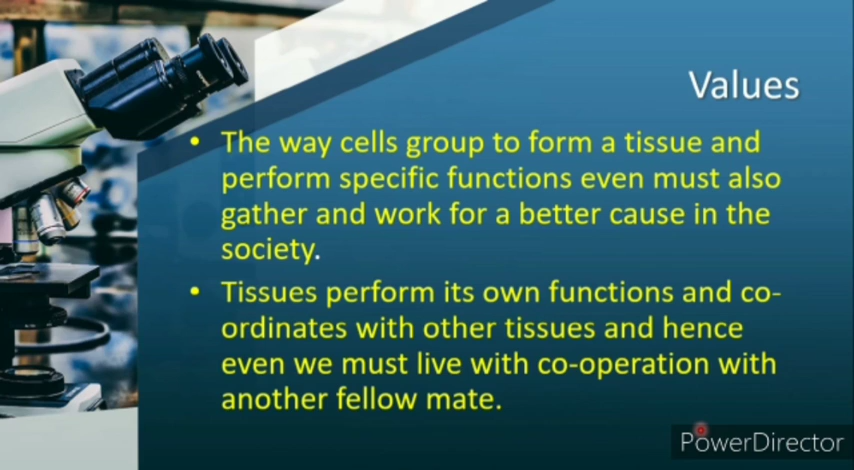 Values
• The way cells group to form a tissue and
perform specific functions even must also
gather and work for a better cause in the
society.
• Tissues perform its own functions and co-
ordinates with other tissues and hence
even we must live with co-operation with
another fellow mate.
PowerDirector